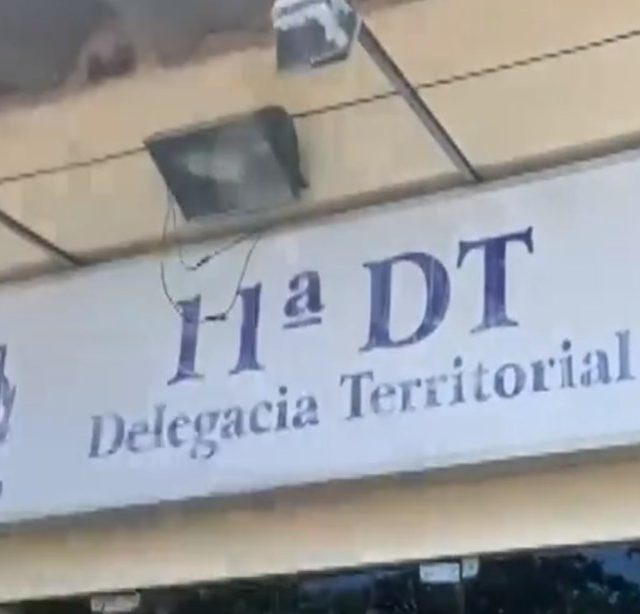 11ª DT
Delegacia Territorial